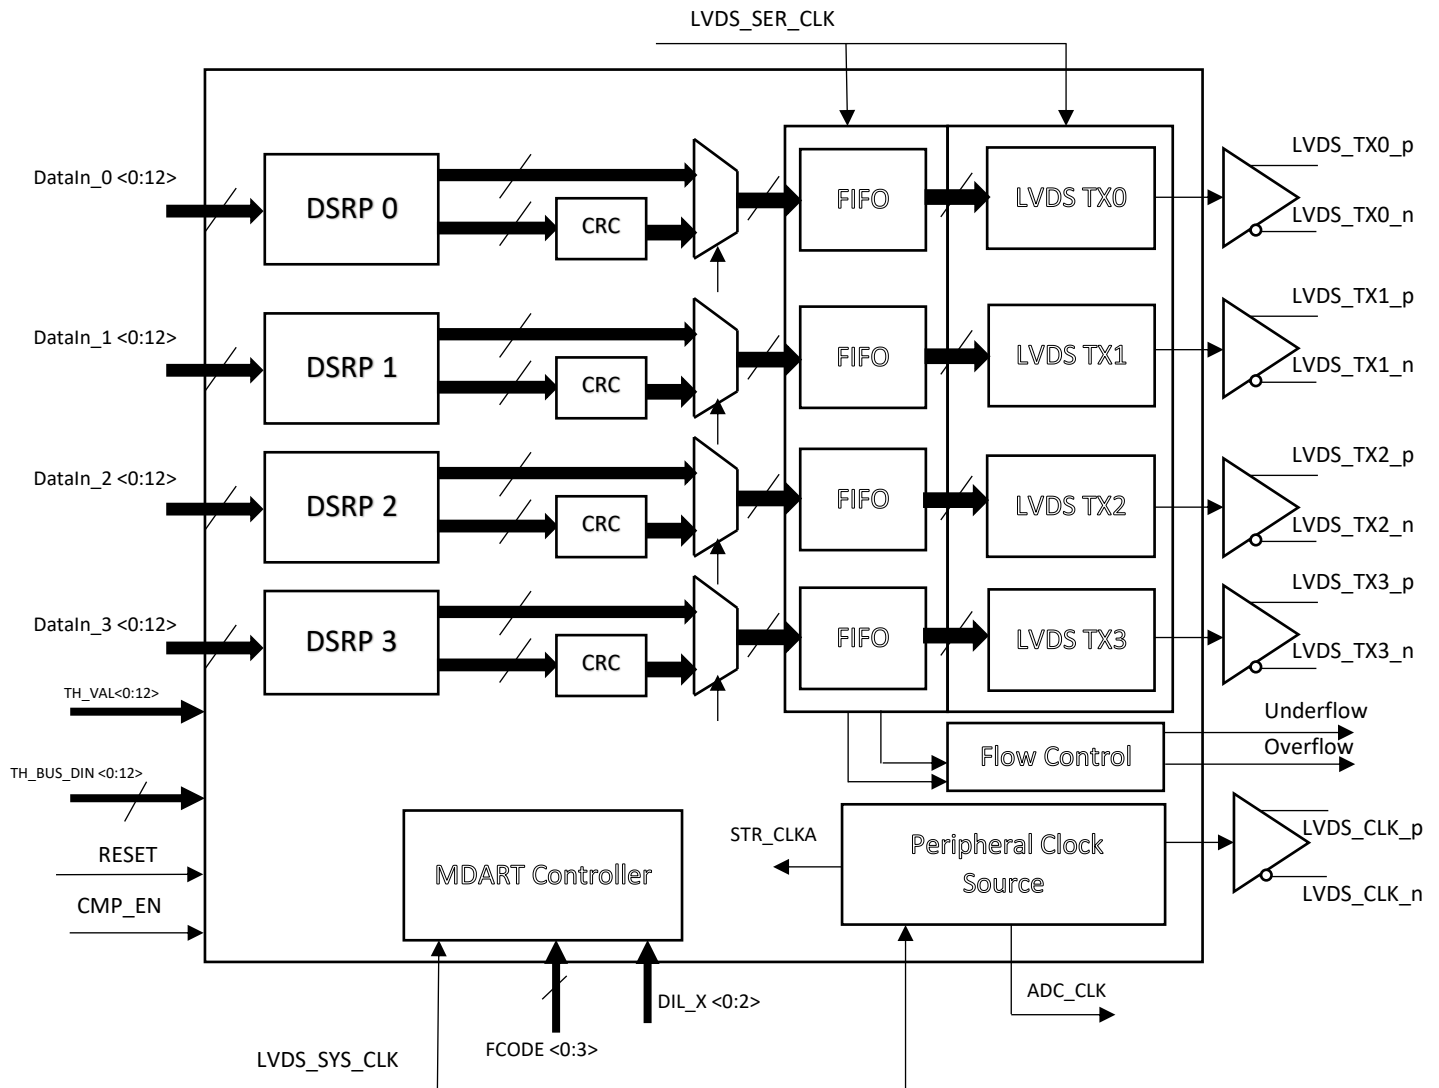 LVDS_SER_CLK
DataIn_0 <0:12>
DSRP 0
CRC
FIFO
LVDS TX0
LVDS_TX0_p
LVDS_TX0_n
DataIn_1 <0:12>
DSRP 1
CRC
FIFO
LVDS TX1
LVDS_TX1_p
LVDS_TX1_n
DataIn_2 <0:12>
DSRP 2
CRC
FIFO
LVDS TX2
LVDS_TX2_p
LVDS_TX2_n
DataIn_3 <0:12>
DSRP 3
CRC
FIFO
LVDS TX3
LVDS_TX3_p
LVDS_TX3_n
TH_VAL<0:12>
TH_BUS_DIN <0:12>
RESET
CMP_EN
Flow Control
Underflow
Overflow
MDART Controller
STR_CLKA
Peripheral Clock
Source
LVDS_CLK_p
LVDS_CLK_n
DIL_X <0:2>
ADC_CLK
FCODE <0:3>
LVDS_SYS_CLK